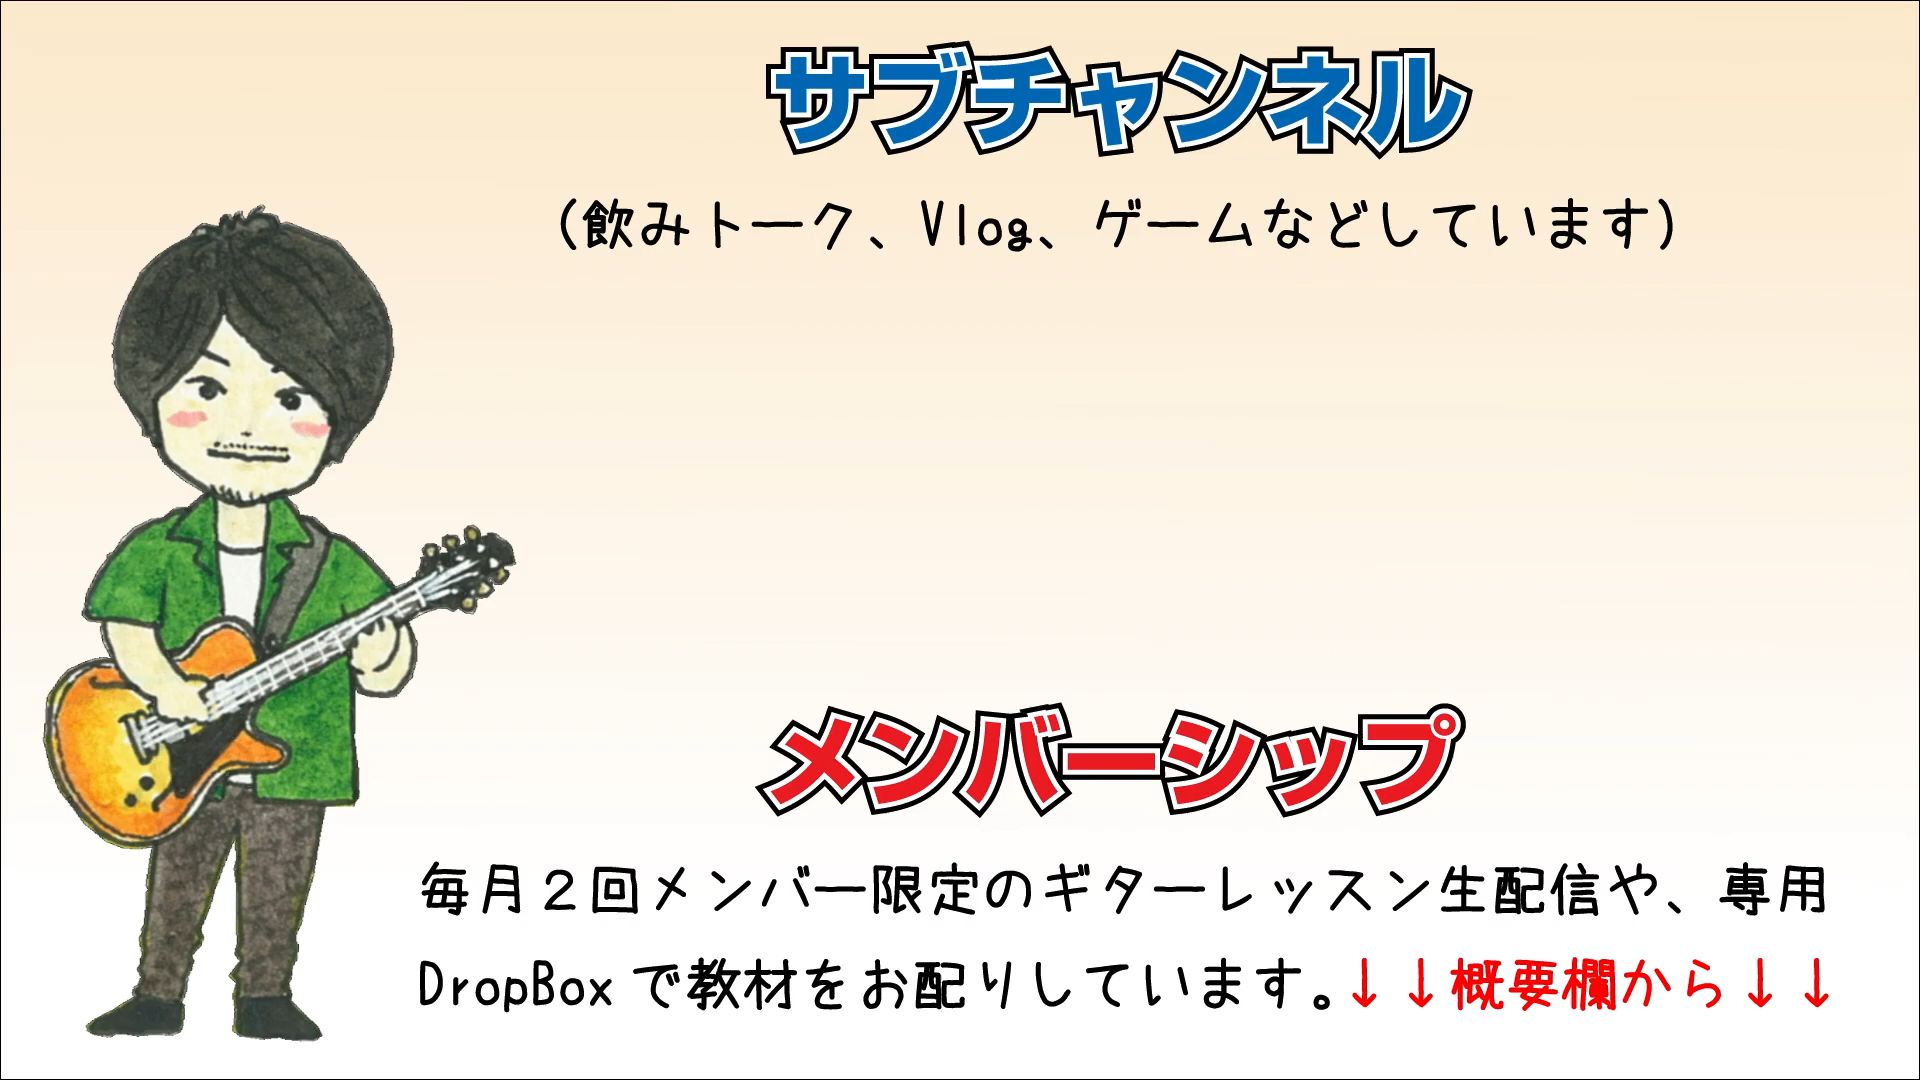 サブチャンネル
(飲みトーク、Vlog、ゲームなどしています)
メンバーシップ
毎月２回メンバー限定のギターレッスン生配信や、専用
DropBoxで教材をお配りしています。↓↓概要欄から↓↓